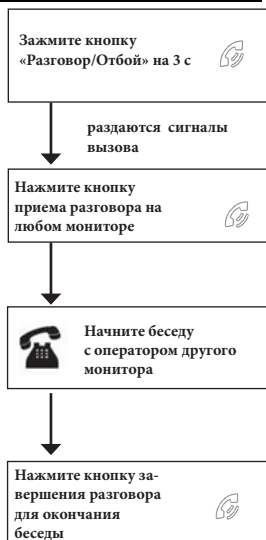 Зажмите кнопку
«Разговор/Отбой» на 3 с
раздаются сигналы
вызова
Нажмите кнопку
приема разговора на
любом мониторе
Начните беседу
с оператором другого
монитора
Нажмите кнопку за-
вершения разговора
для окончания
беседы